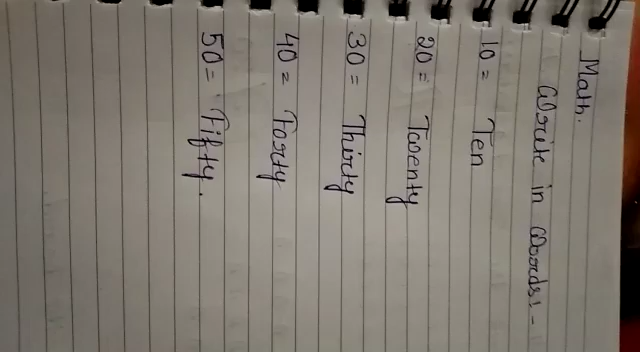 Math.
Write in Words:-
10 = Ten
20 = Twenty
30 = Thirty
40 = Forty
50 = Fifty.